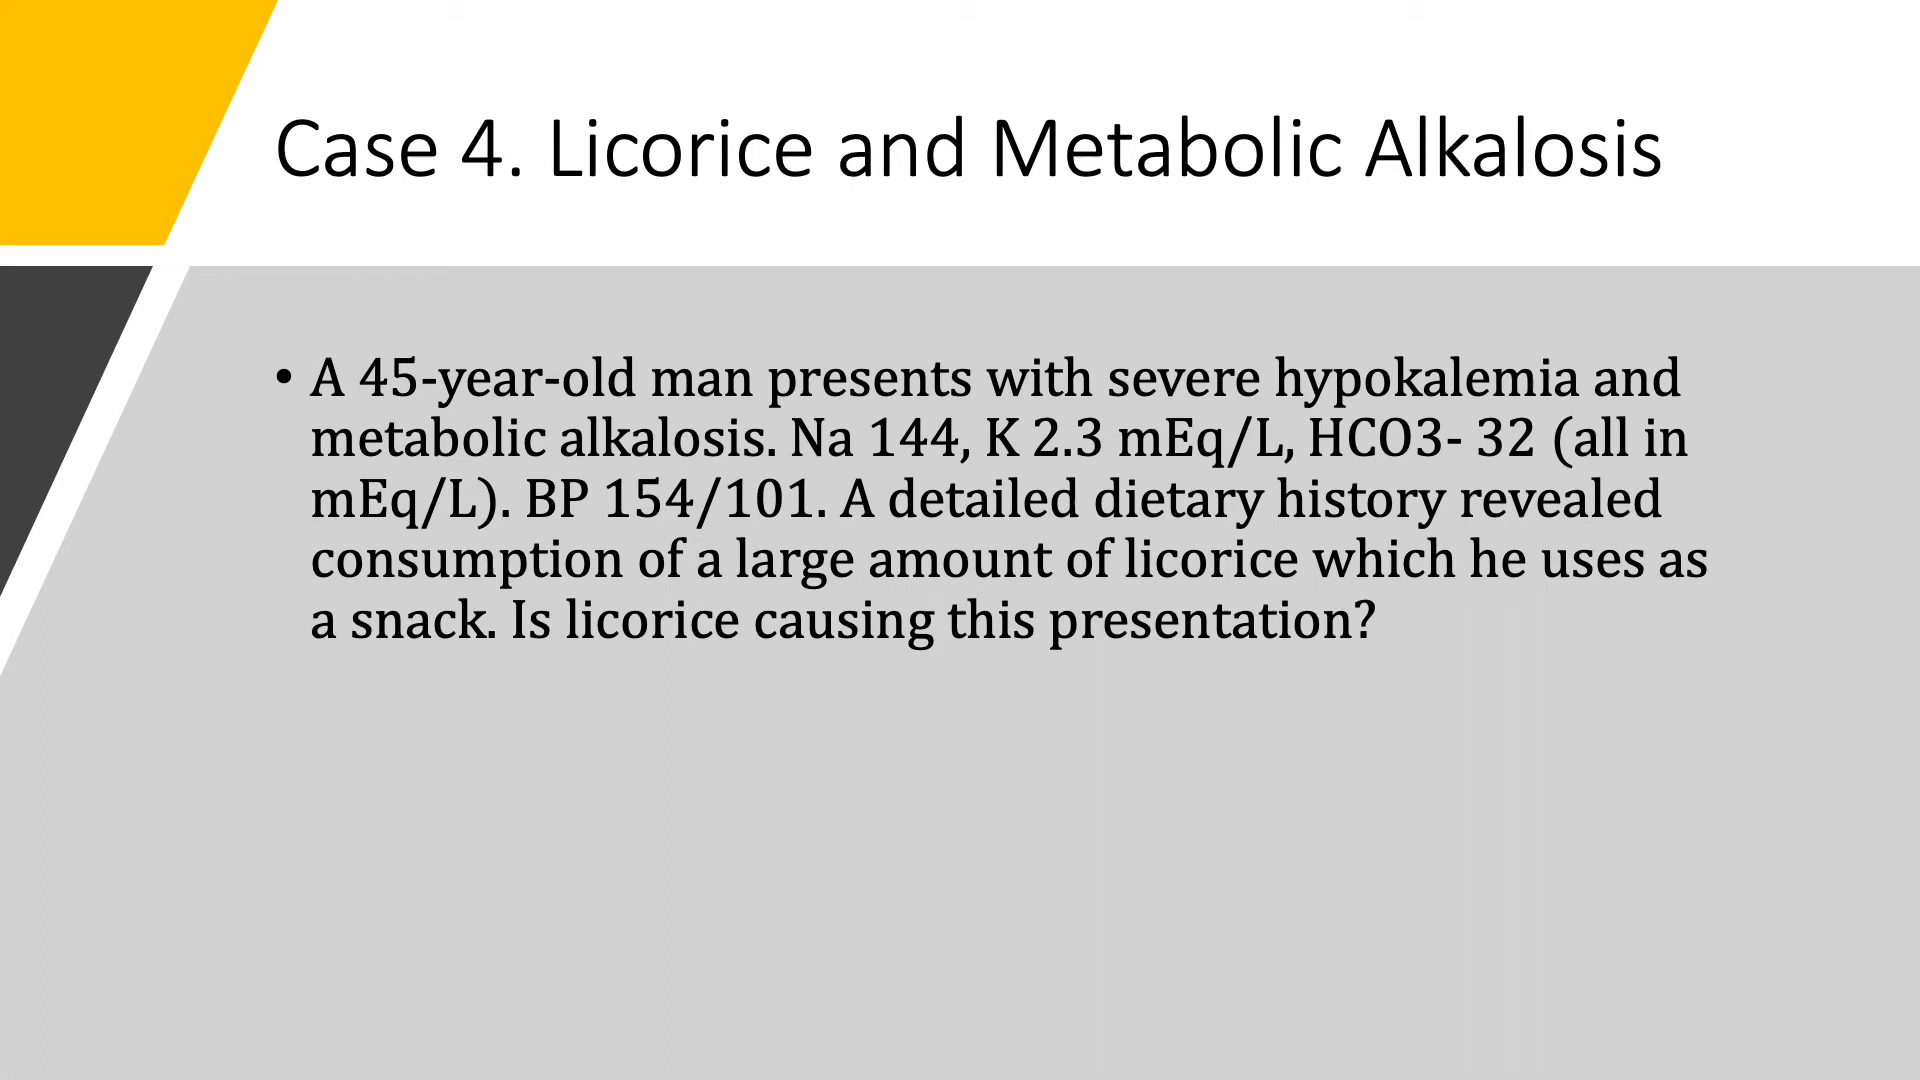 Case 4. Licorice and Metabolic Alkalosis
• A 45-year-old man presents with severe hypokalemia and
metabolic alkalosis. Na 144, K 2.3 mEq/L, HCO3- 32 (all in
mEq/L). BP 154/101. A detailed dietary history revealed
consumption of a large amount of licorice which he uses as
a snack. Is licorice causing this presentation?